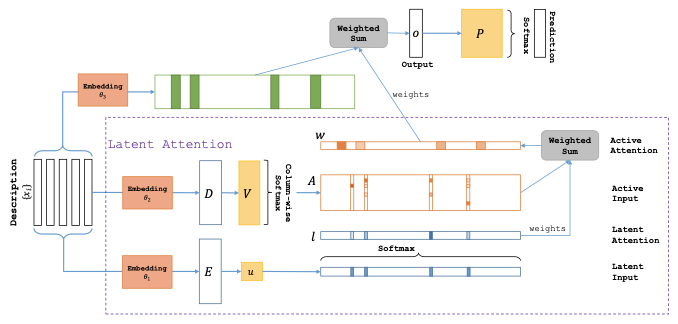 Weighted
Sum
o
Output
P
Softmax
Prediction
Embedding
θ3
weights
Latent Attention
w
Weighted
Sum
Active
Attention
Description
{xi}
Embedding
θ2
D
V
Column-wise
Softmax
A
Active
Input
l
weights
Latent
Attention
Softmax
Embedding
θ1
E
u
Latent
Input